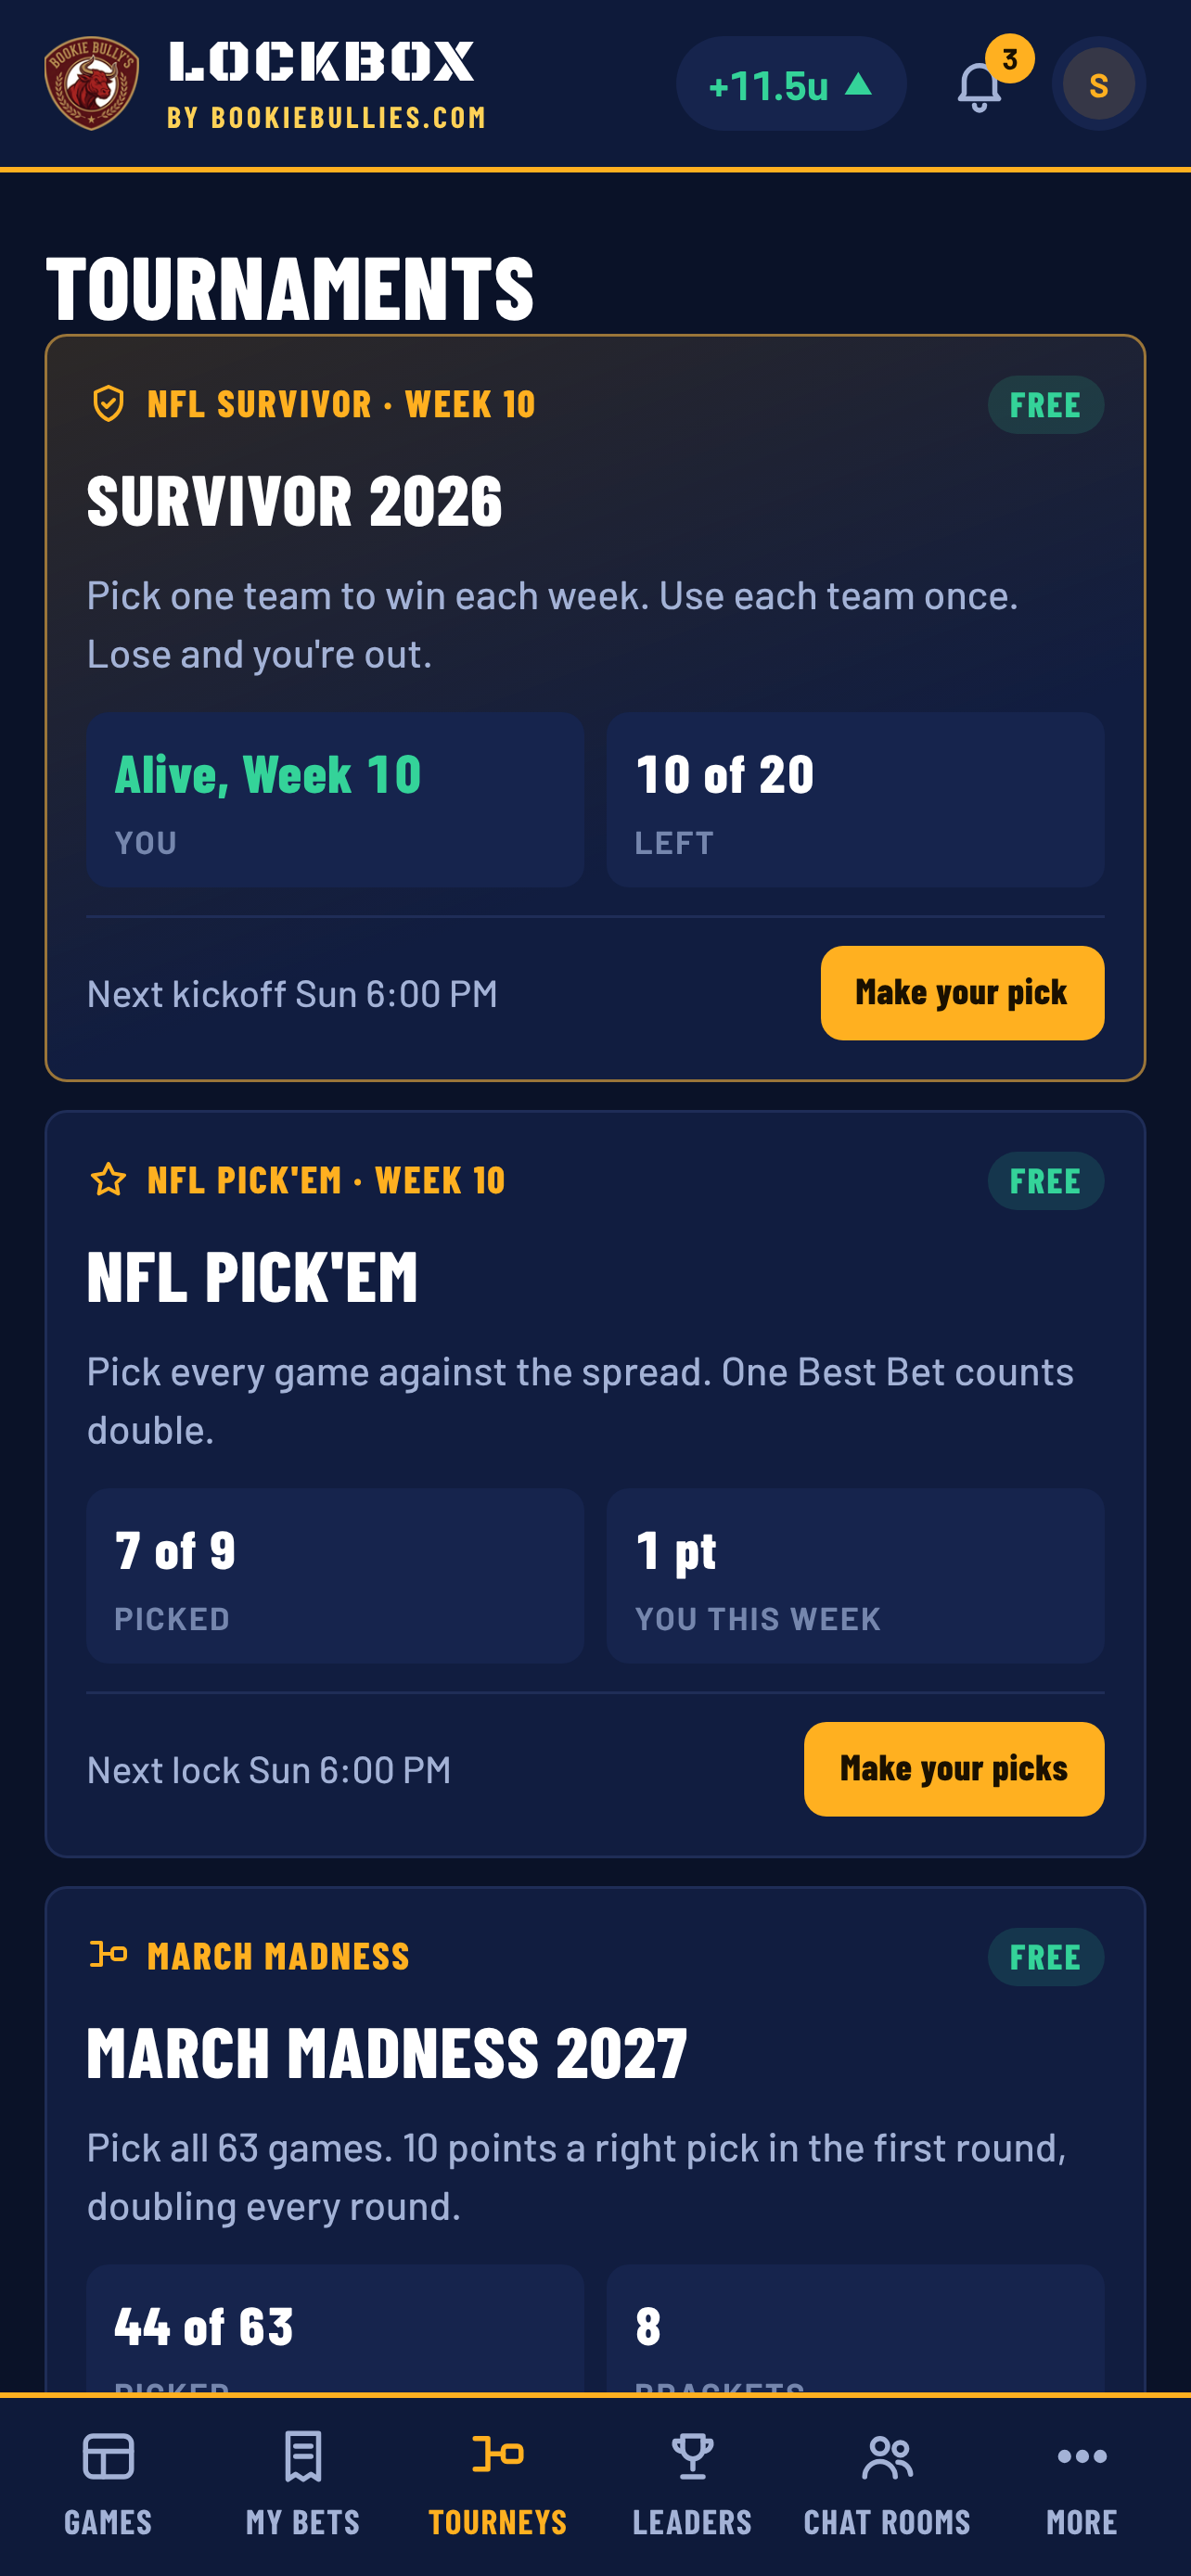 BOOKIE BULLY'S
LOCKBOX
BY BOOKIEBULLIES.COM
+11.5u ▲
3
S
TOURNAMENTS
NFL SURVIVOR · WEEK 10
FREE
SURVIVOR 2026
Pick one team to win each week. Use each team once.
Lose and you're out.
Alive, Week 10
YOU
10 of 20
LEFT
Next kickoff Sun 6:00 PM
Make your pick
NFL PICK'EM · WEEK 10
FREE
NFL PICK'EM
Pick every game against the spread. One Best Bet counts
double.
7 of 9
PICKED
1 pt
YOU THIS WEEK
Next lock Sun 6:00 PM
Make your picks
MARCH MADNESS
FREE
MARCH MADNESS 2027
Pick all 63 games. 10 points a right pick in the first round,
doubling every round.
44 of 63
PICKED
8
BRACKETS
GAMES
MY BETS
TOURNEYS
LEADERS
CHAT ROOMS
MORE